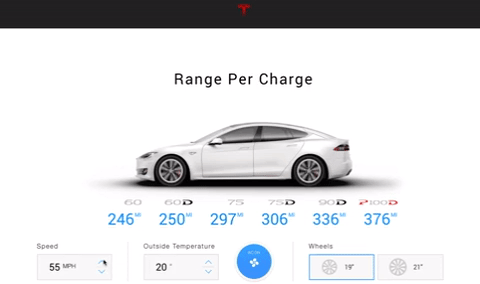 Range Per Charge
60 60D 75 75D 90D P100D
246 MI 250 MI 297 MI 306 MI 336 MI 376 MI
Speed Outside Temperature Wheels
55 MPH 20 ° 19" 21"